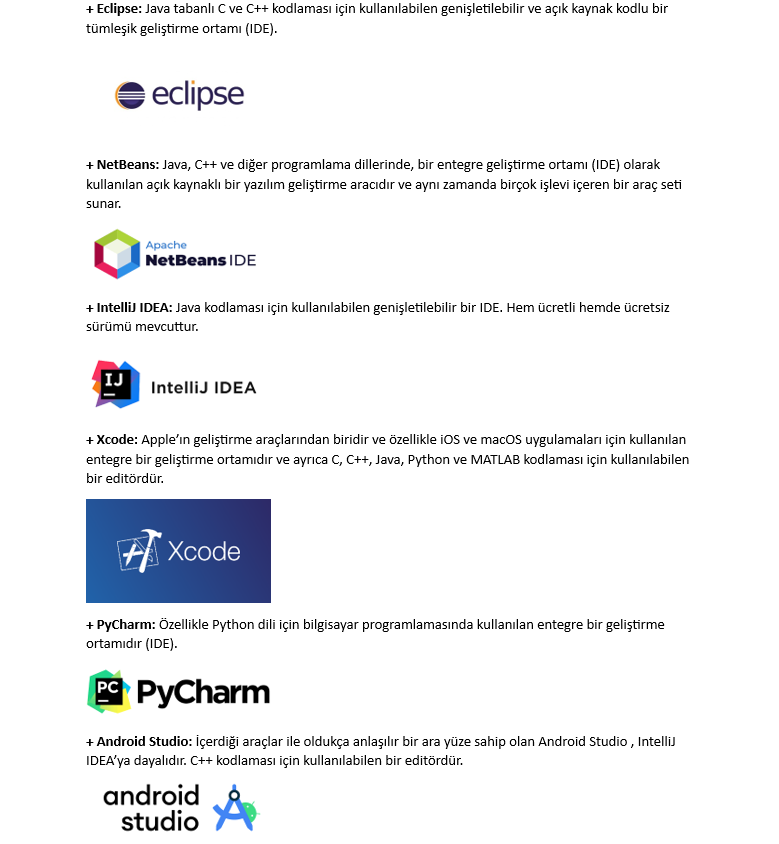 + Eclipse: Java tabanlı C ve C++ kodlaması için kullanılabilen genişletilebilir ve açık kaynak kodlu bir
tümleşik geliştirme ortamı (IDE).
eclipse
+ NetBeans: Java, C++ ve diğer programlama dillerinde, bir entegre geliştirme ortamı (IDE) olarak
kullanılan açık kaynaklı bir yazılım geliştirme aracıdır ve aynı zamanda birçok işlevi içeren bir araç seti
sunar.
Apache
NetBeans IDE
+ IntelliJ IDEA: Java kodlaması için kullanılabilen genişletilebilir bir IDE. Hem ücretli hemde ücretsiz
sürümü mevcuttur.
IJ
IntelliJ IDEA
+ Xcode: Apple’ın geliştirme araçlarından biridir ve özellikle iOS ve macOS uygulamaları için kullanılan
entegre bir geliştirme ortamıdır ve ayrıca C, C++, Java, Python ve MATLAB kodlaması için kullanılabilen
bir editördür.
Xcode
+ PyCharm: Özellikle Python dili için bilgisayar programlamasında kullanılan entegre bir geliştirme
ortamıdır (IDE).
PC
PyCharm
+ Android Studio: İçerdiği araçlar ile oldukça anlaşılır bir ara yüze sahip olan Android Studio , IntelliJ
IDEA’ya dayalıdır. C++ kodlaması için kullanılabilen bir editördür.
android
studio